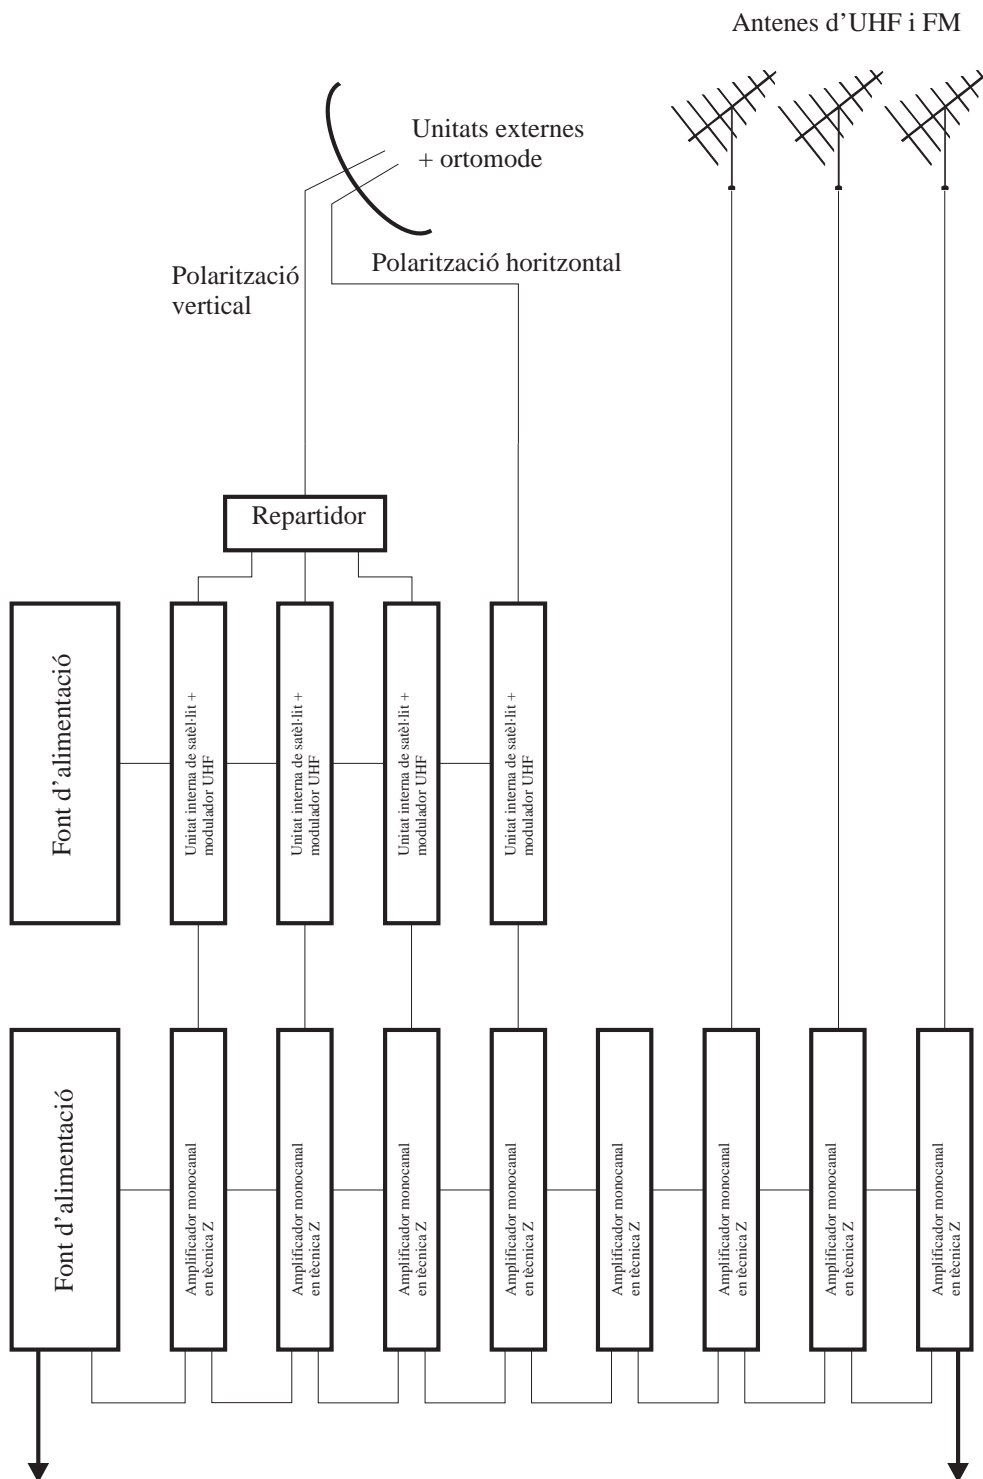 Antenes d’UHF i FM
Unitats externes
+ ortomode
Polarització horitzontal
Polarització
vertical
Repartidor
Font d’alimentació
Unitat interna de satèl·lit +
modulador UHF
Unitat interna de satèl·lit +
modulador UHF
Unitat interna de satèl·lit +
modulador UHF
Unitat interna de satèl·lit +
modulador UHF
Font d’alimentació
Amplificador monocanal
en tècnica Z
Amplificador monocanal
en tècnica Z
Amplificador monocanal
en tècnica Z
Amplificador monocanal
en tècnica Z
Amplificador monocanal
en tècnica Z
Amplificador monocanal
en tècnica Z
Amplificador monocanal
en tècnica Z
Amplificador monocanal
en tècnica Z